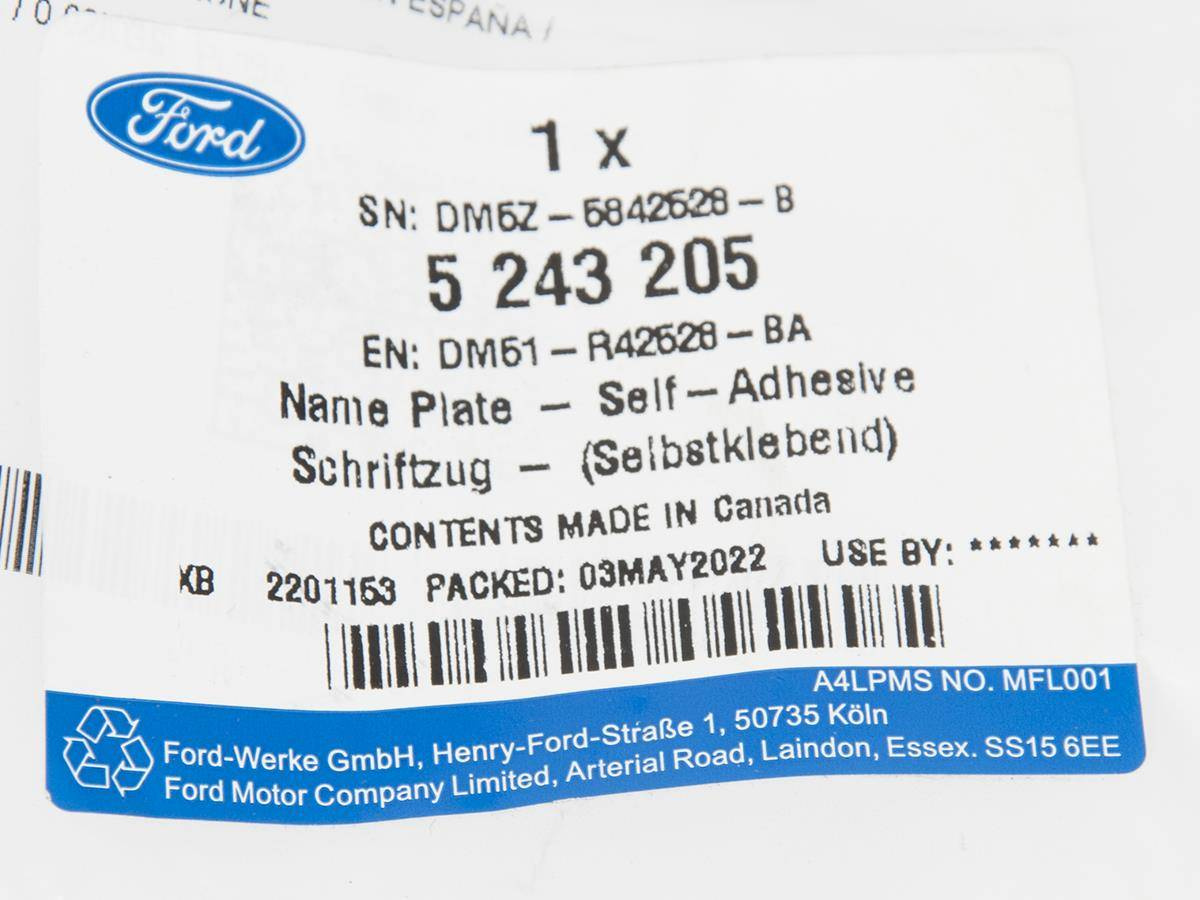 ESPAÑA /
Ford
1 x
SN: DM5Z-5842528-B
5 243 205
EN: DM51-R42528-BA
Name Plate - Self-Adhesive
Schriftzug - (Selbstklebend)
CONTENTS MADE IN Canada
XB 2201153 PACKED: 03MAY2022 USE BY: *******
A4LPMS NO. MFL001
Ford-Werke GmbH, Henry-Ford-Straße 1, 50735 Köln
Ford Motor Company Limited, Arterial Road, Laindon, Essex. SS15 6EE